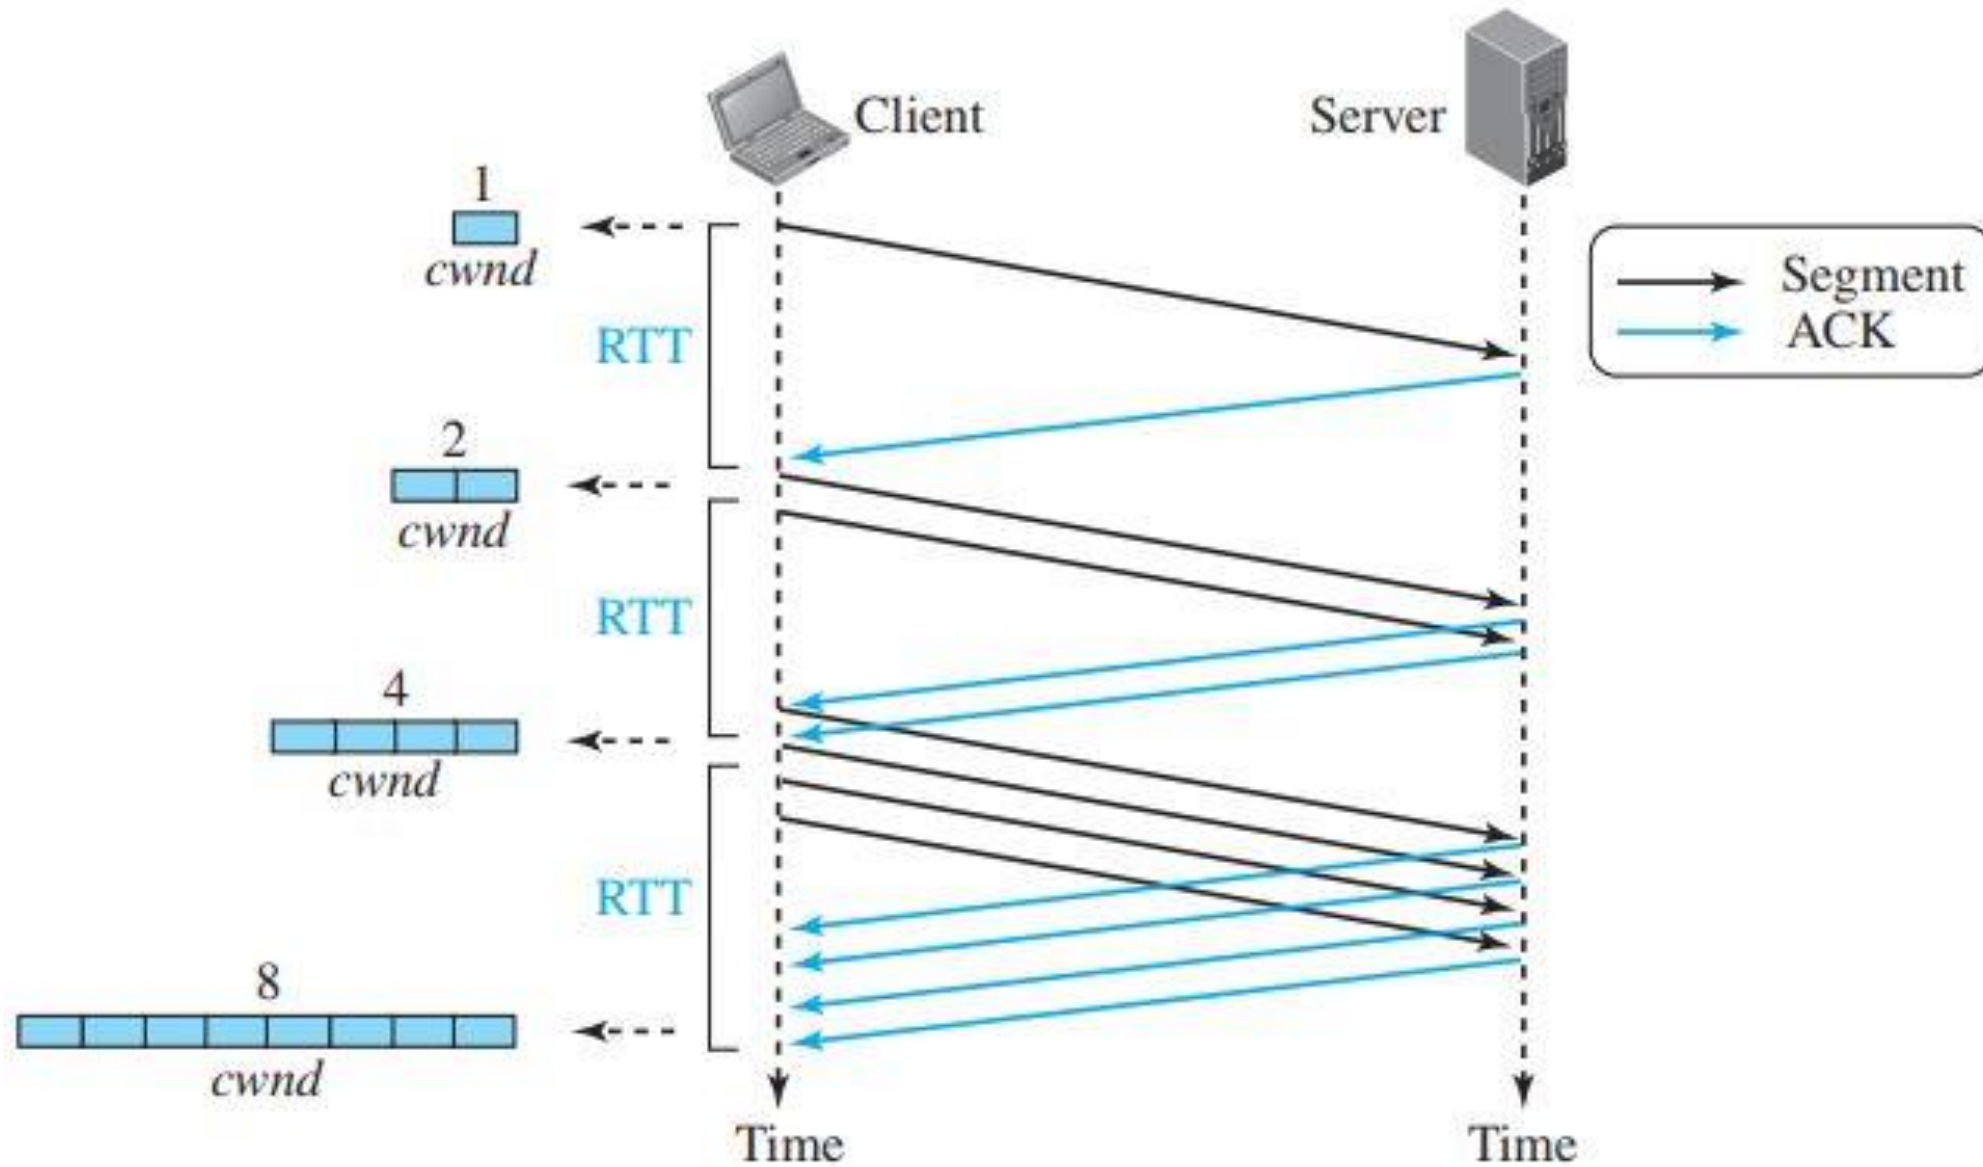 Client
Server
1
cwnd
Segment
ACK
RTT
2
cwnd
RTT
4
cwnd
RTT
8
cwnd
Time
Time